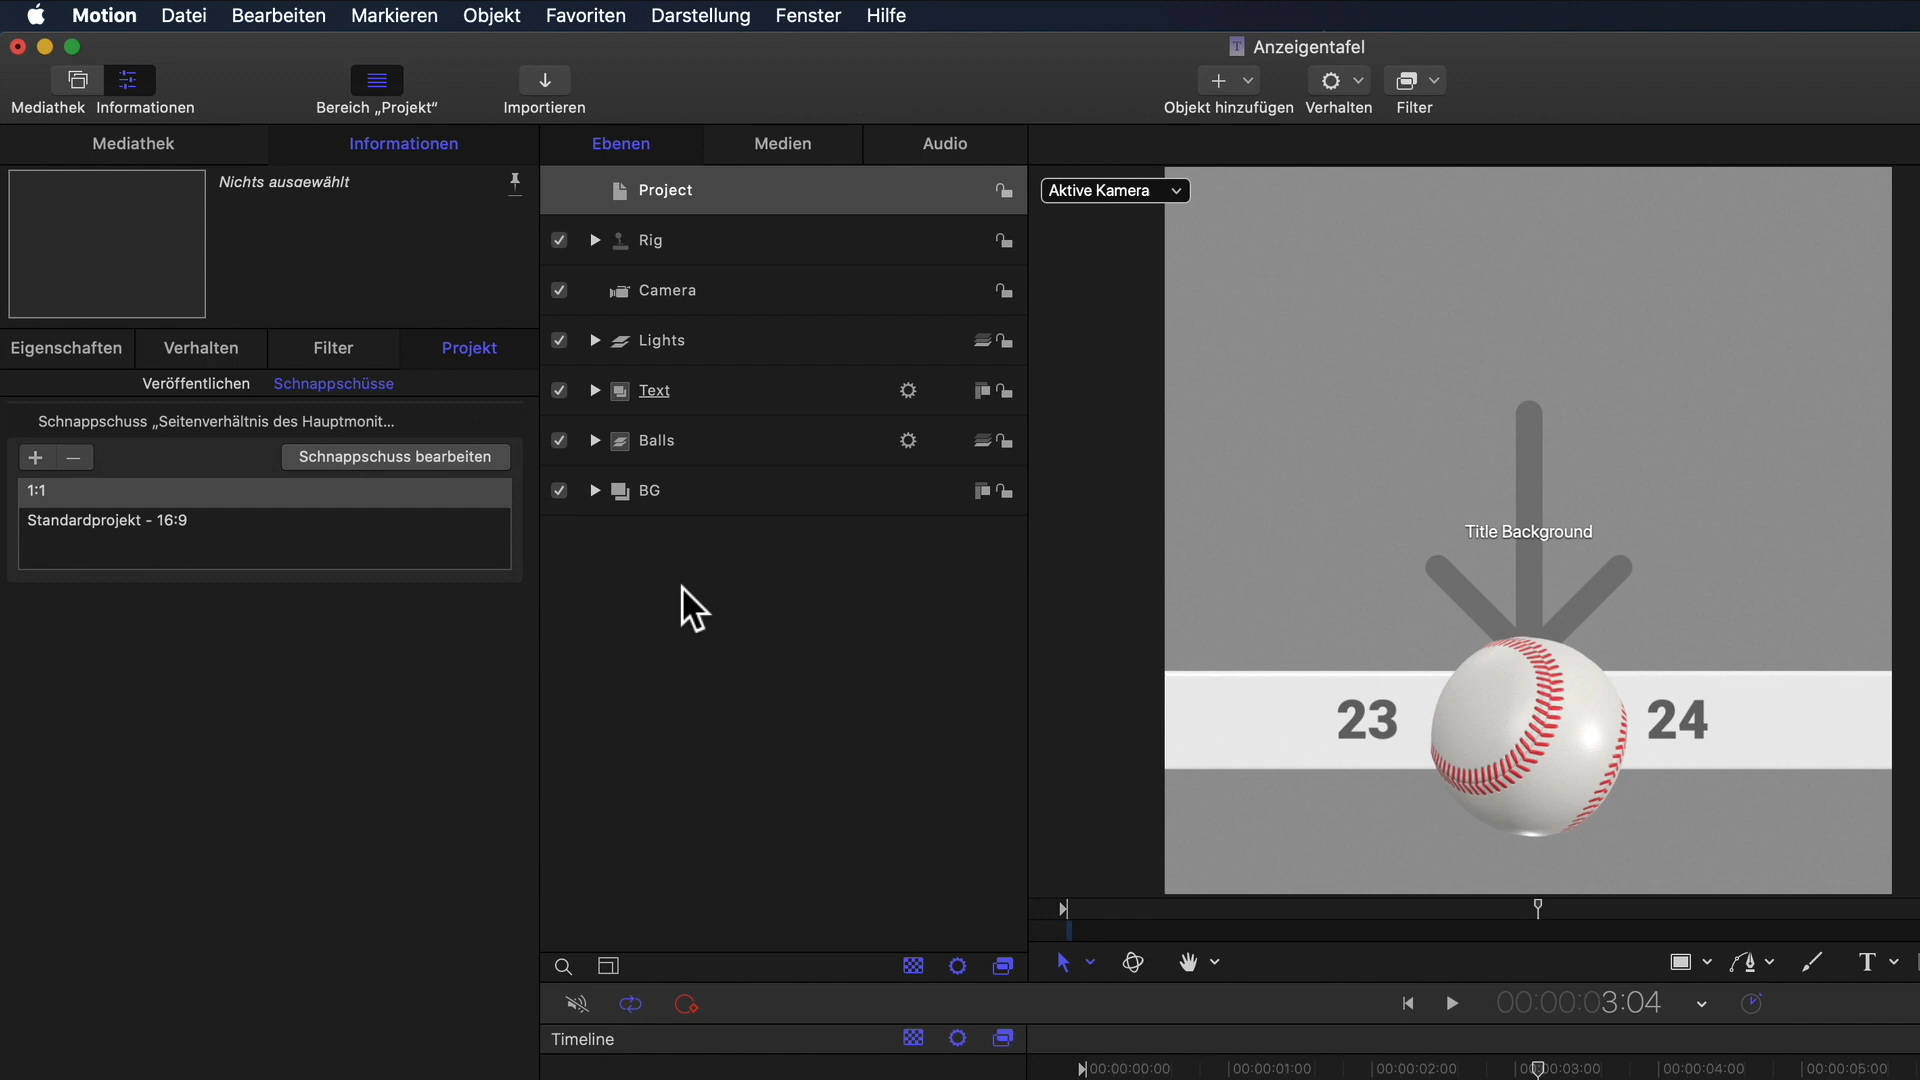 Motion Datei Bearbeiten Markieren Objekt Favoriten Darstellung Fenster Hilfe
T Anzeigentafel
Mediathek Informationen Bereich „Projekt“ Importieren Objekt hinzufügen Verhalten Filter
Mediathek Informationen Ebenen Medien Audio
Nichts ausgewählt
Project
Aktive Kamera
Rig
Camera
Lights
Eigenschaften Verhalten Filter Projekt
Veröffentlichen Schnappschüsse
Text
Schnappschuss „Seitenverhältnis des Hauptmonit...
Balls
Schnappschuss bearbeiten
1:1
BG
Standardprojekt - 16:9
Title Background
23 24
T
00:00:03:04
Timeline
00:00:00:00 00:00:01:00 00:00:02:00 00:00:03:00 00:00:04:00 00:00:05:00